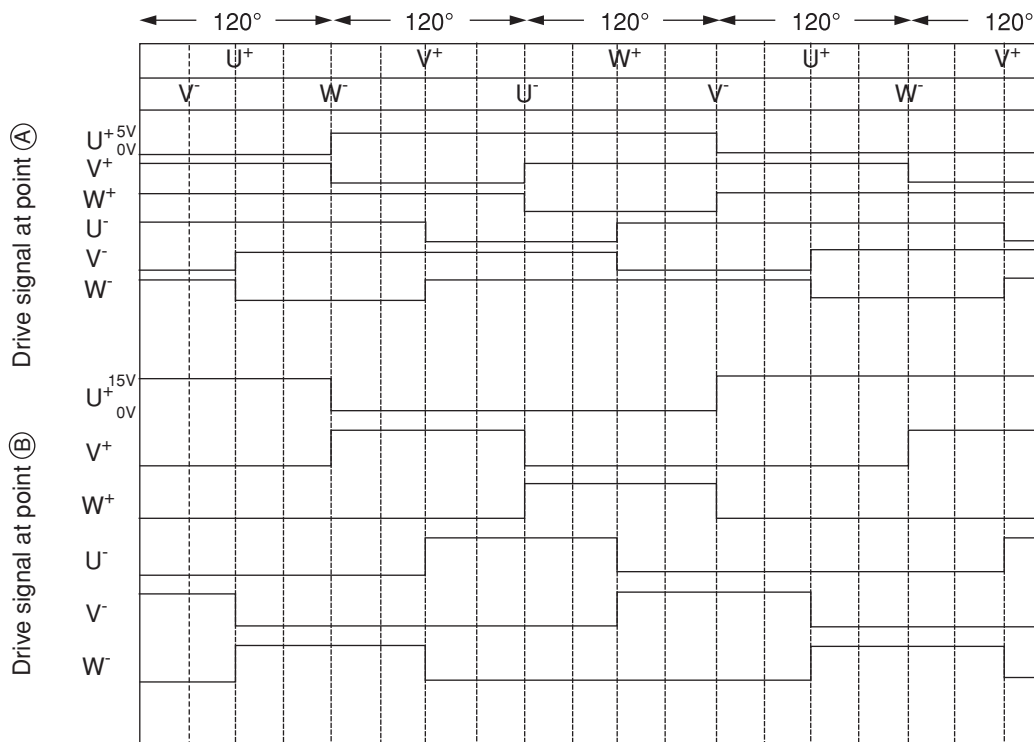 120° 120° 120° 120° 120°
U⁺ V⁺ W⁺ U⁺ V⁺
V⁻ W⁻ U⁻ V⁻ W⁻
Drive signal at point Ⓐ
U⁺ 5V
0V
V⁺
W⁺
U⁻
V⁻
W⁻
Drive signal at point Ⓑ
U⁺ 15V
0V
V⁺
W⁺
U⁻
V⁻
W⁻